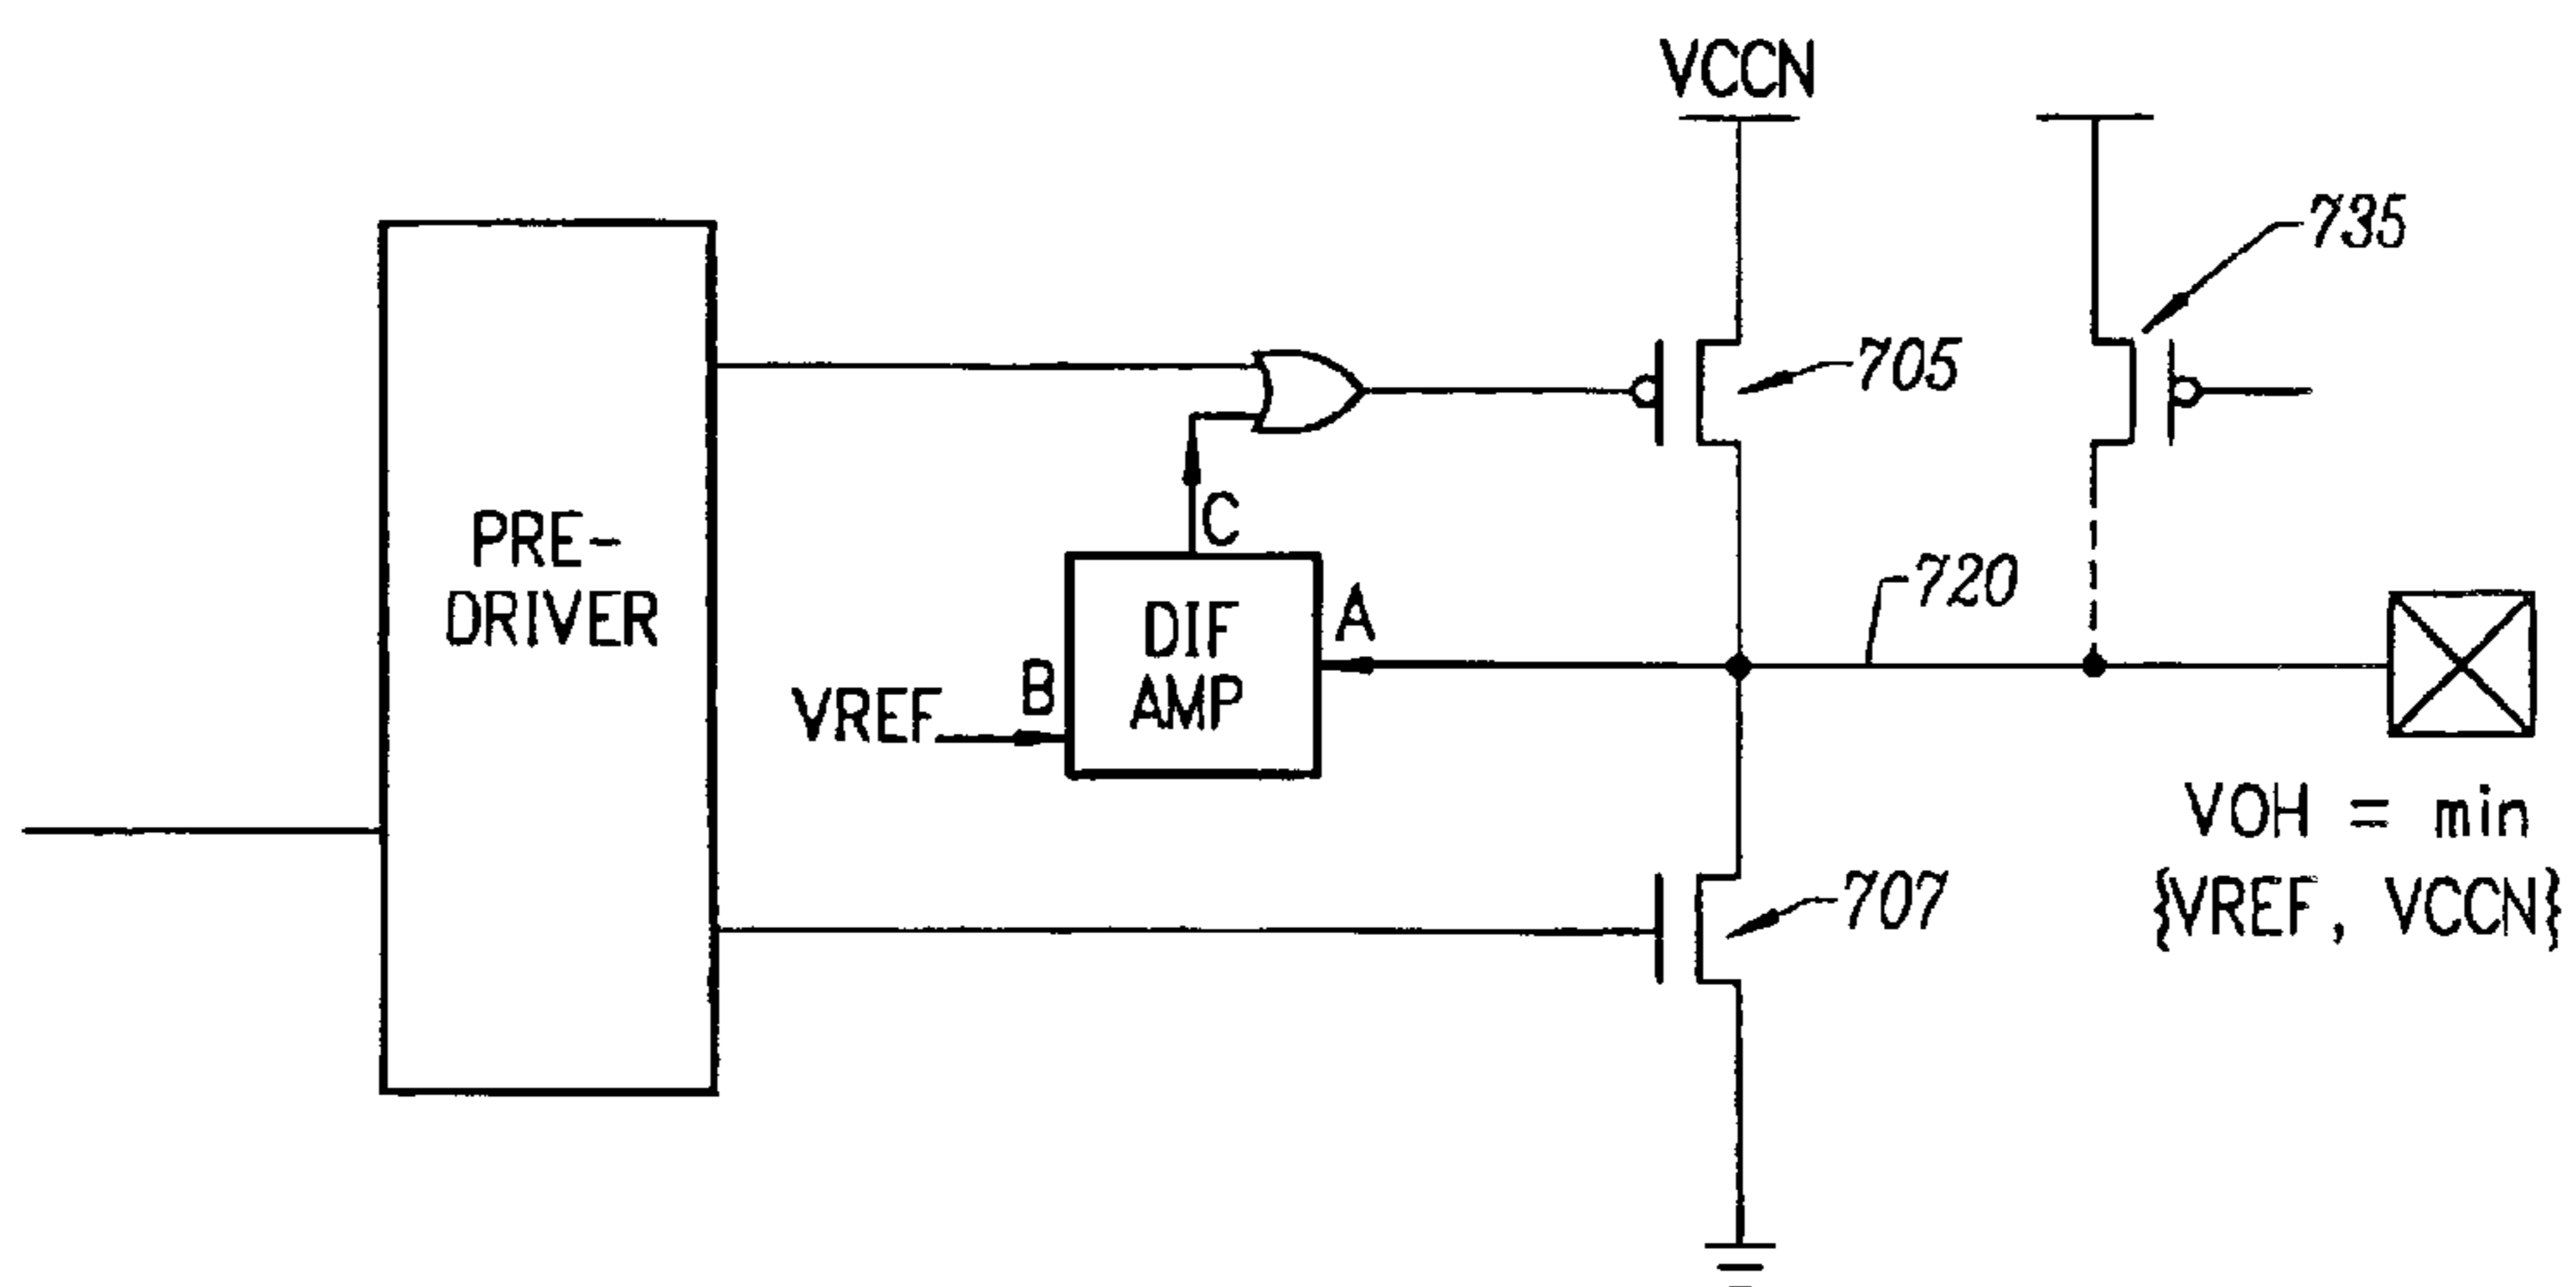 VCCN
735
705
PRE-
DRIVER
C
DIF
AMP
A
B
VREF
720
VOH = min
{VREF, VCCN}
707